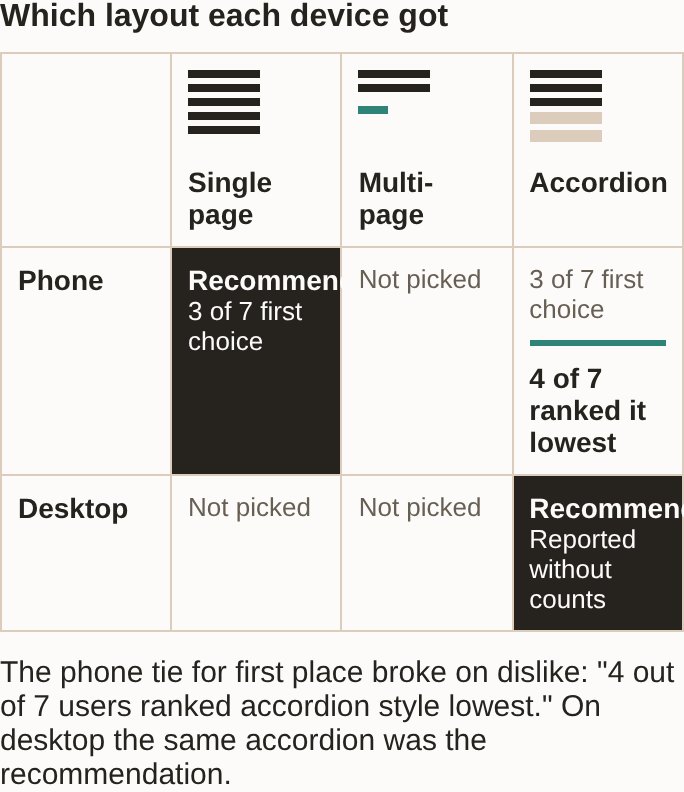 Which layout each device got
Single
page
Multi-
page
Accordion
Phone
Recommen
3 of 7 first
choice
Not picked
3 of 7 first
choice
4 of 7
ranked it
lowest
Desktop
Not picked
Not picked
Recommen
Reported
without
counts
The phone tie for first place broke on dislike: "4 out
of 7 users ranked accordion style lowest." On
desktop the same accordion was the
recommendation.